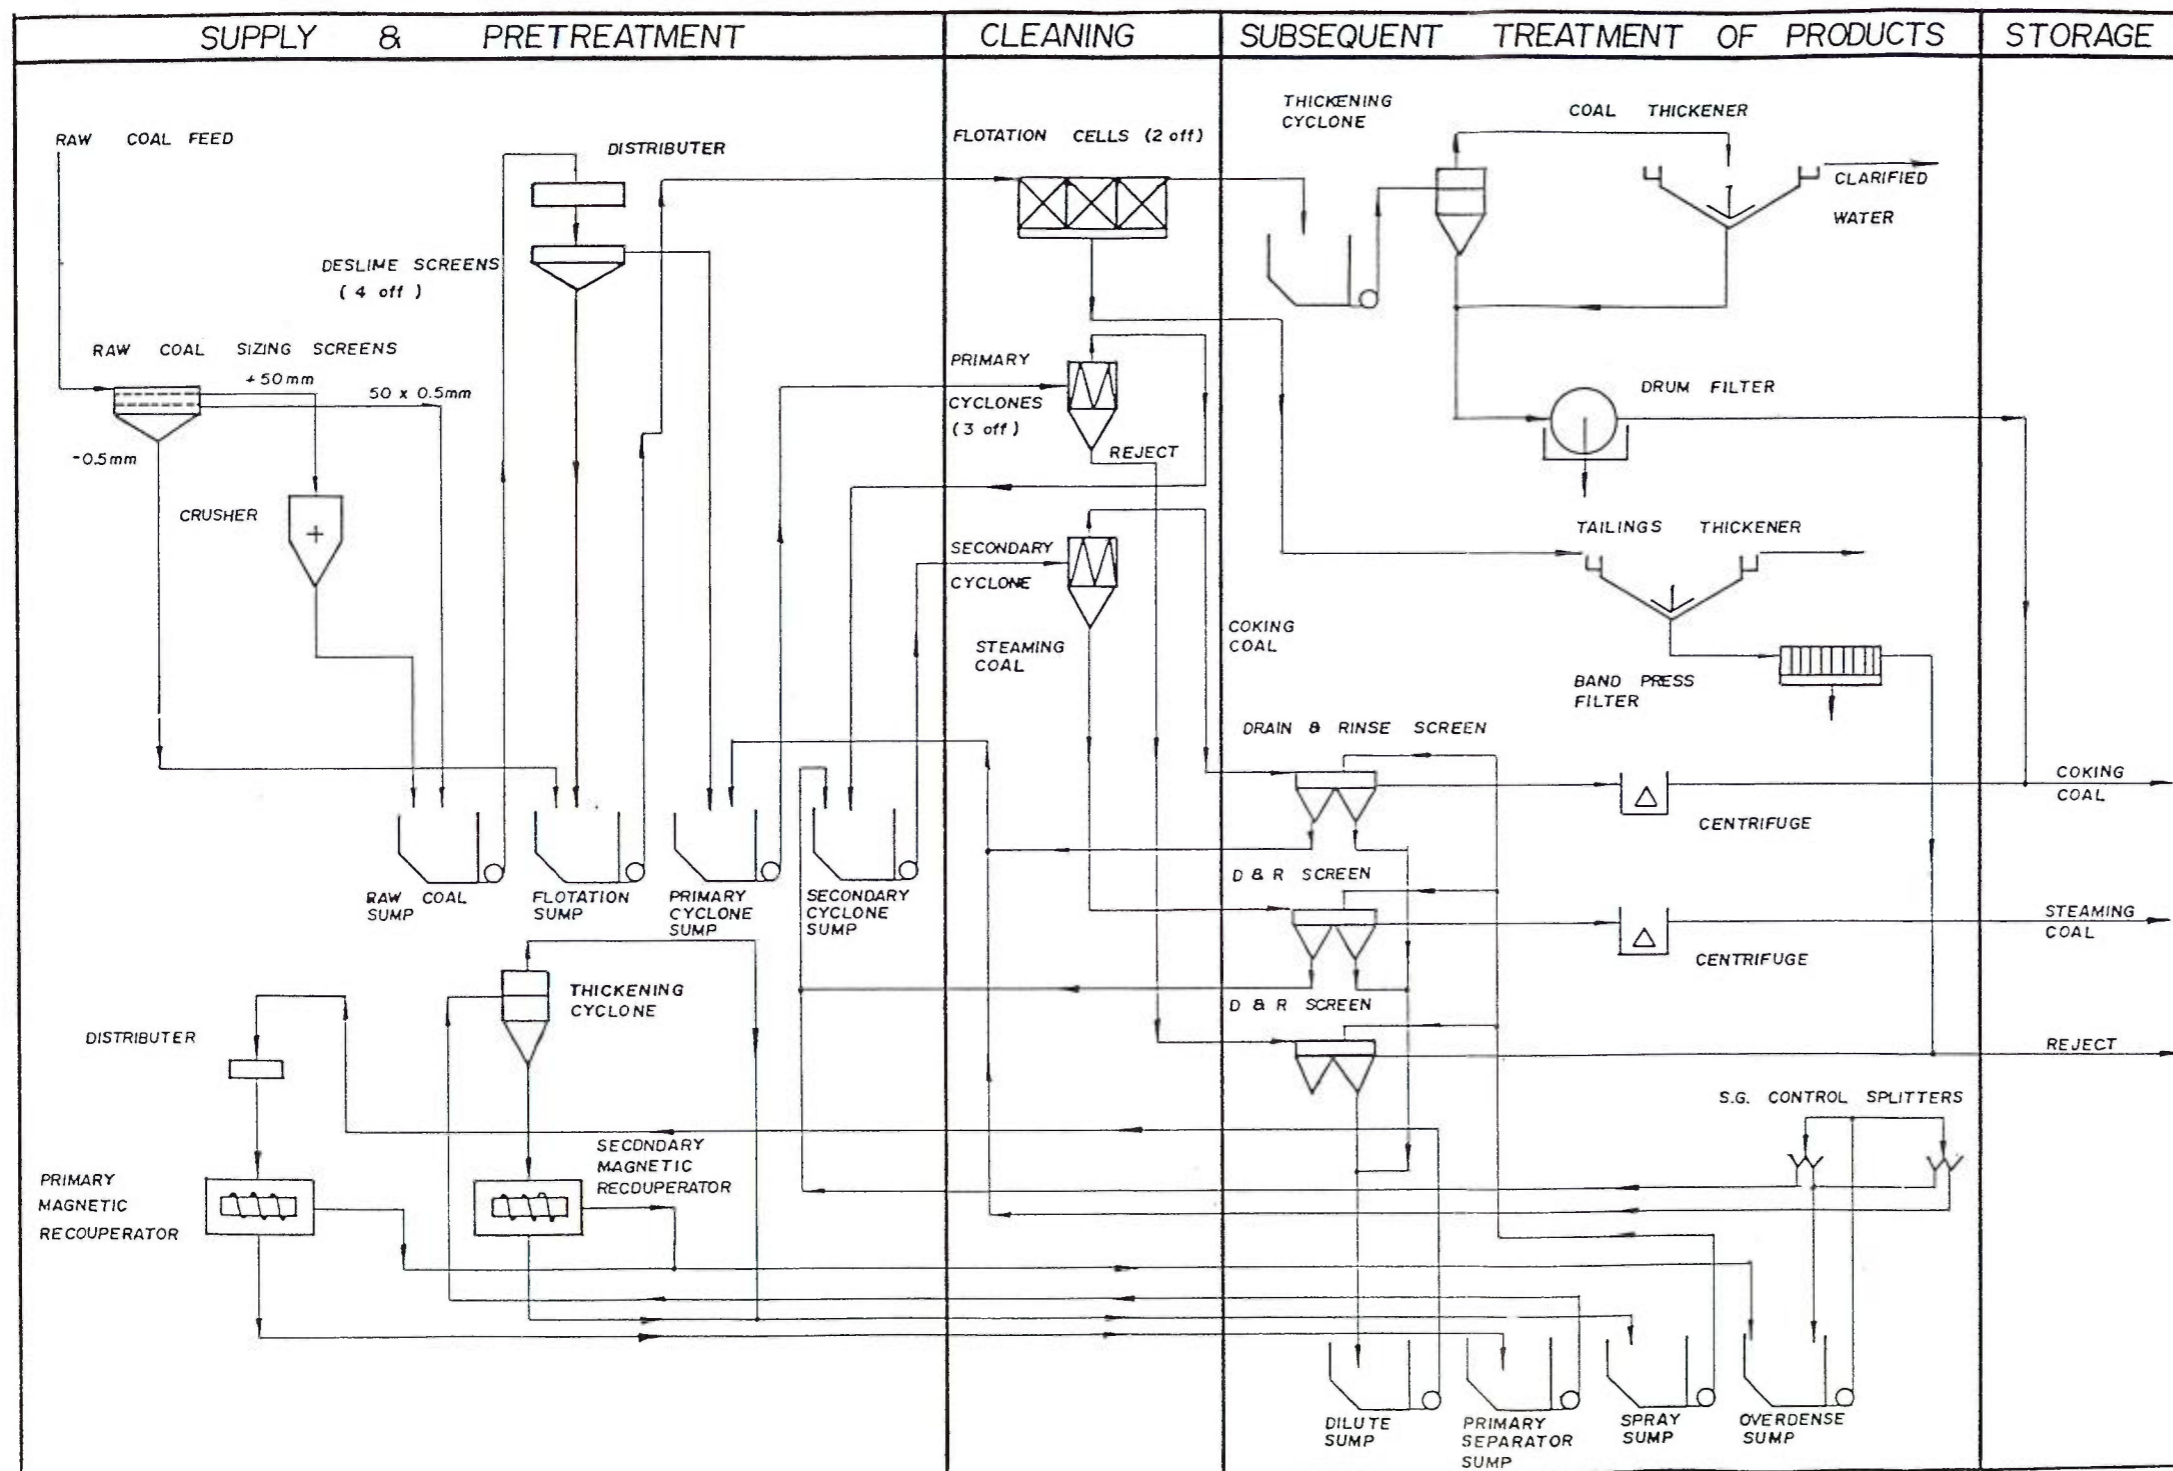 SUPPLY & PRETREATMENT
CLEANING
SUBSEQUENT TREATMENT OF PRODUCTS
STORAGE
RAW COAL FEED
DISTRIBUTER
DESLIME SCREENS
( 4 off )
RAW COAL SIZING SCREENS
+50mm
50 x 0.5mm
-0.5mm
CRUSHER
RAW COAL
SUMP
FLOTATION
SUMP
PRIMARY
CYCLONE
SUMP
SECONDARY
CYCLONE
SUMP
THICKENING
CYCLONE
DISTRIBUTER
PRIMARY
MAGNETIC
RECOUPERATOR
SECONDARY
MAGNETIC
RECOUPERATOR
FLOTATION CELLS (2 off)
PRIMARY
CYCLONES
(3 off)
REJECT
SECONDARY
CYCLONE
STEAMING
COAL
THICKENING
CYCLONE
COAL THICKENER
CLARIFIED
WATER
DRUM FILTER
TAILINGS THICKENER
COKING
COAL
BAND PRESS
FILTER
DRAIN & RINSE SCREEN
CENTRIFUGE
COKING
COAL
D & R SCREEN
CENTRIFUGE
STEAMING
COAL
D & R SCREEN
REJECT
S.G. CONTROL SPLITTERS
DILUTE
SUMP
PRIMARY
SEPARATOR
SUMP
SPRAY
SUMP
OVERDENSE
SUMP